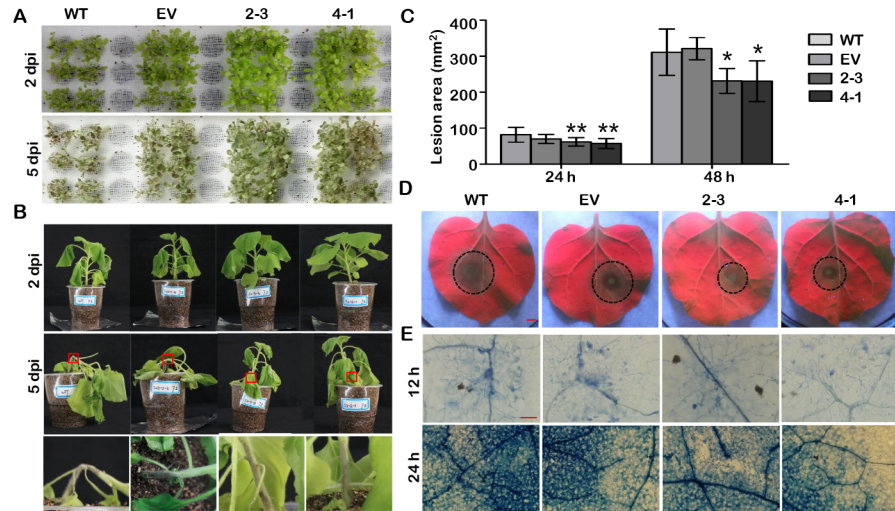 A
WT EV 2-3 4-1
2 dpi
5 dpi
B
2 dpi
5 dpi
C
Lesion area (mm²)
400
300
200
100
0
** **
* *
24 h 48 h
WT
EV
2-3
4-1
D
WT EV 2-3 4-1
E
12 h
24 h